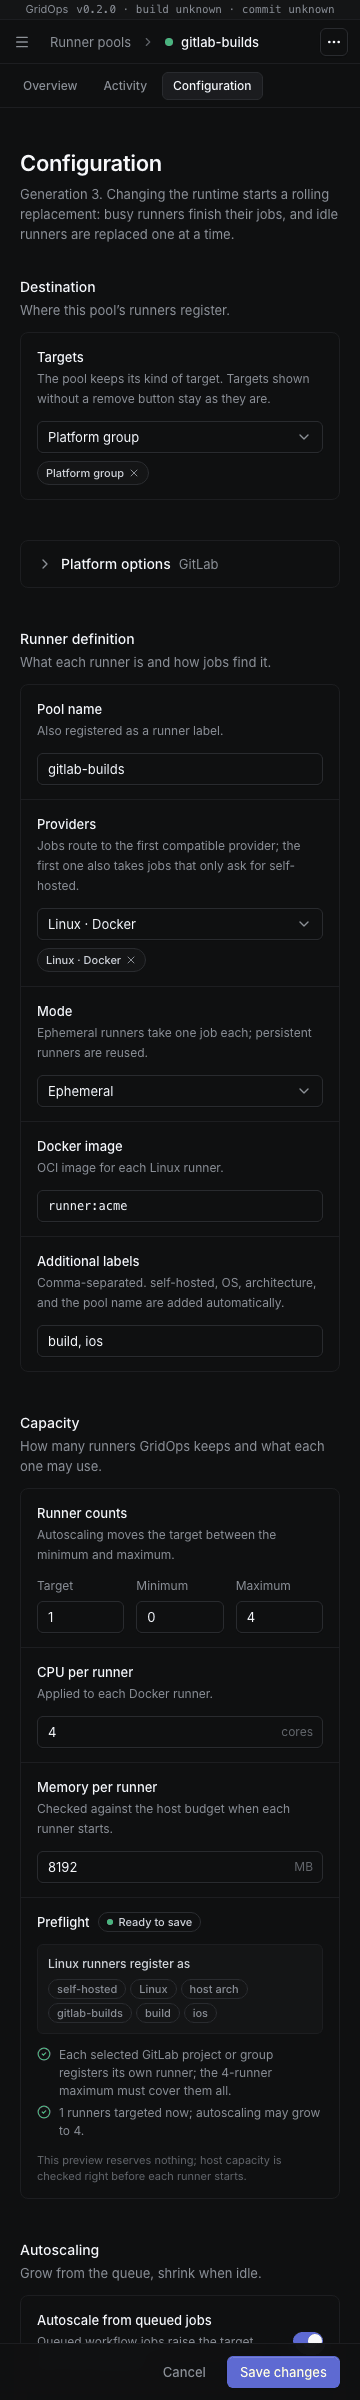 GridOps v0.2.0 · build unknown · commit unknown
Runner pools > gitlab-builds
Overview Activity Configuration
Configuration
Generation 3. Changing the runtime starts a rolling
replacement: busy runners finish their jobs, and idle
runners are replaced one at a time.
Destination
Where this pool’s runners register.
Targets
The pool keeps its kind of target. Targets shown
without a remove button stay as they are.
Platform group
Platform group
Platform options GitLab
Runner definition
What each runner is and how jobs find it.
Pool name
Also registered as a runner label.
gitlab-builds
Providers
Jobs route to the first compatible provider; the
first one also takes jobs that only ask for self-
hosted.
Linux · Docker
Linux · Docker
Mode
Ephemeral runners take one job each; persistent
runners are reused.
Ephemeral
Docker image
OCI image for each Linux runner.
runner:acme
Additional labels
Comma-separated. self-hosted, OS, architecture,
and the pool name are added automatically.
build, ios
Capacity
How many runners GridOps keeps and what each
one may use.
Runner counts
Autoscaling moves the target between the
minimum and maximum.
Target Minimum Maximum
1 0 4
CPU per runner
Applied to each Docker runner.
4 cores
Memory per runner
Checked against the host budget when each
runner starts.
8192 MB
Preflight Ready to save
Linux runners register as
self-hosted Linux host arch
gitlab-builds build ios
Each selected GitLab project or group
registers its own runner; the 4-runner
maximum must cover them all.
1 runners targeted now; autoscaling may grow
to 4.
This preview reserves nothing; host capacity is
checked right before each runner starts.
Autoscaling
Grow from the queue, shrink when idle.
Autoscale from queued jobs
Queued workflow jobs raise the target
Cancel Save changes